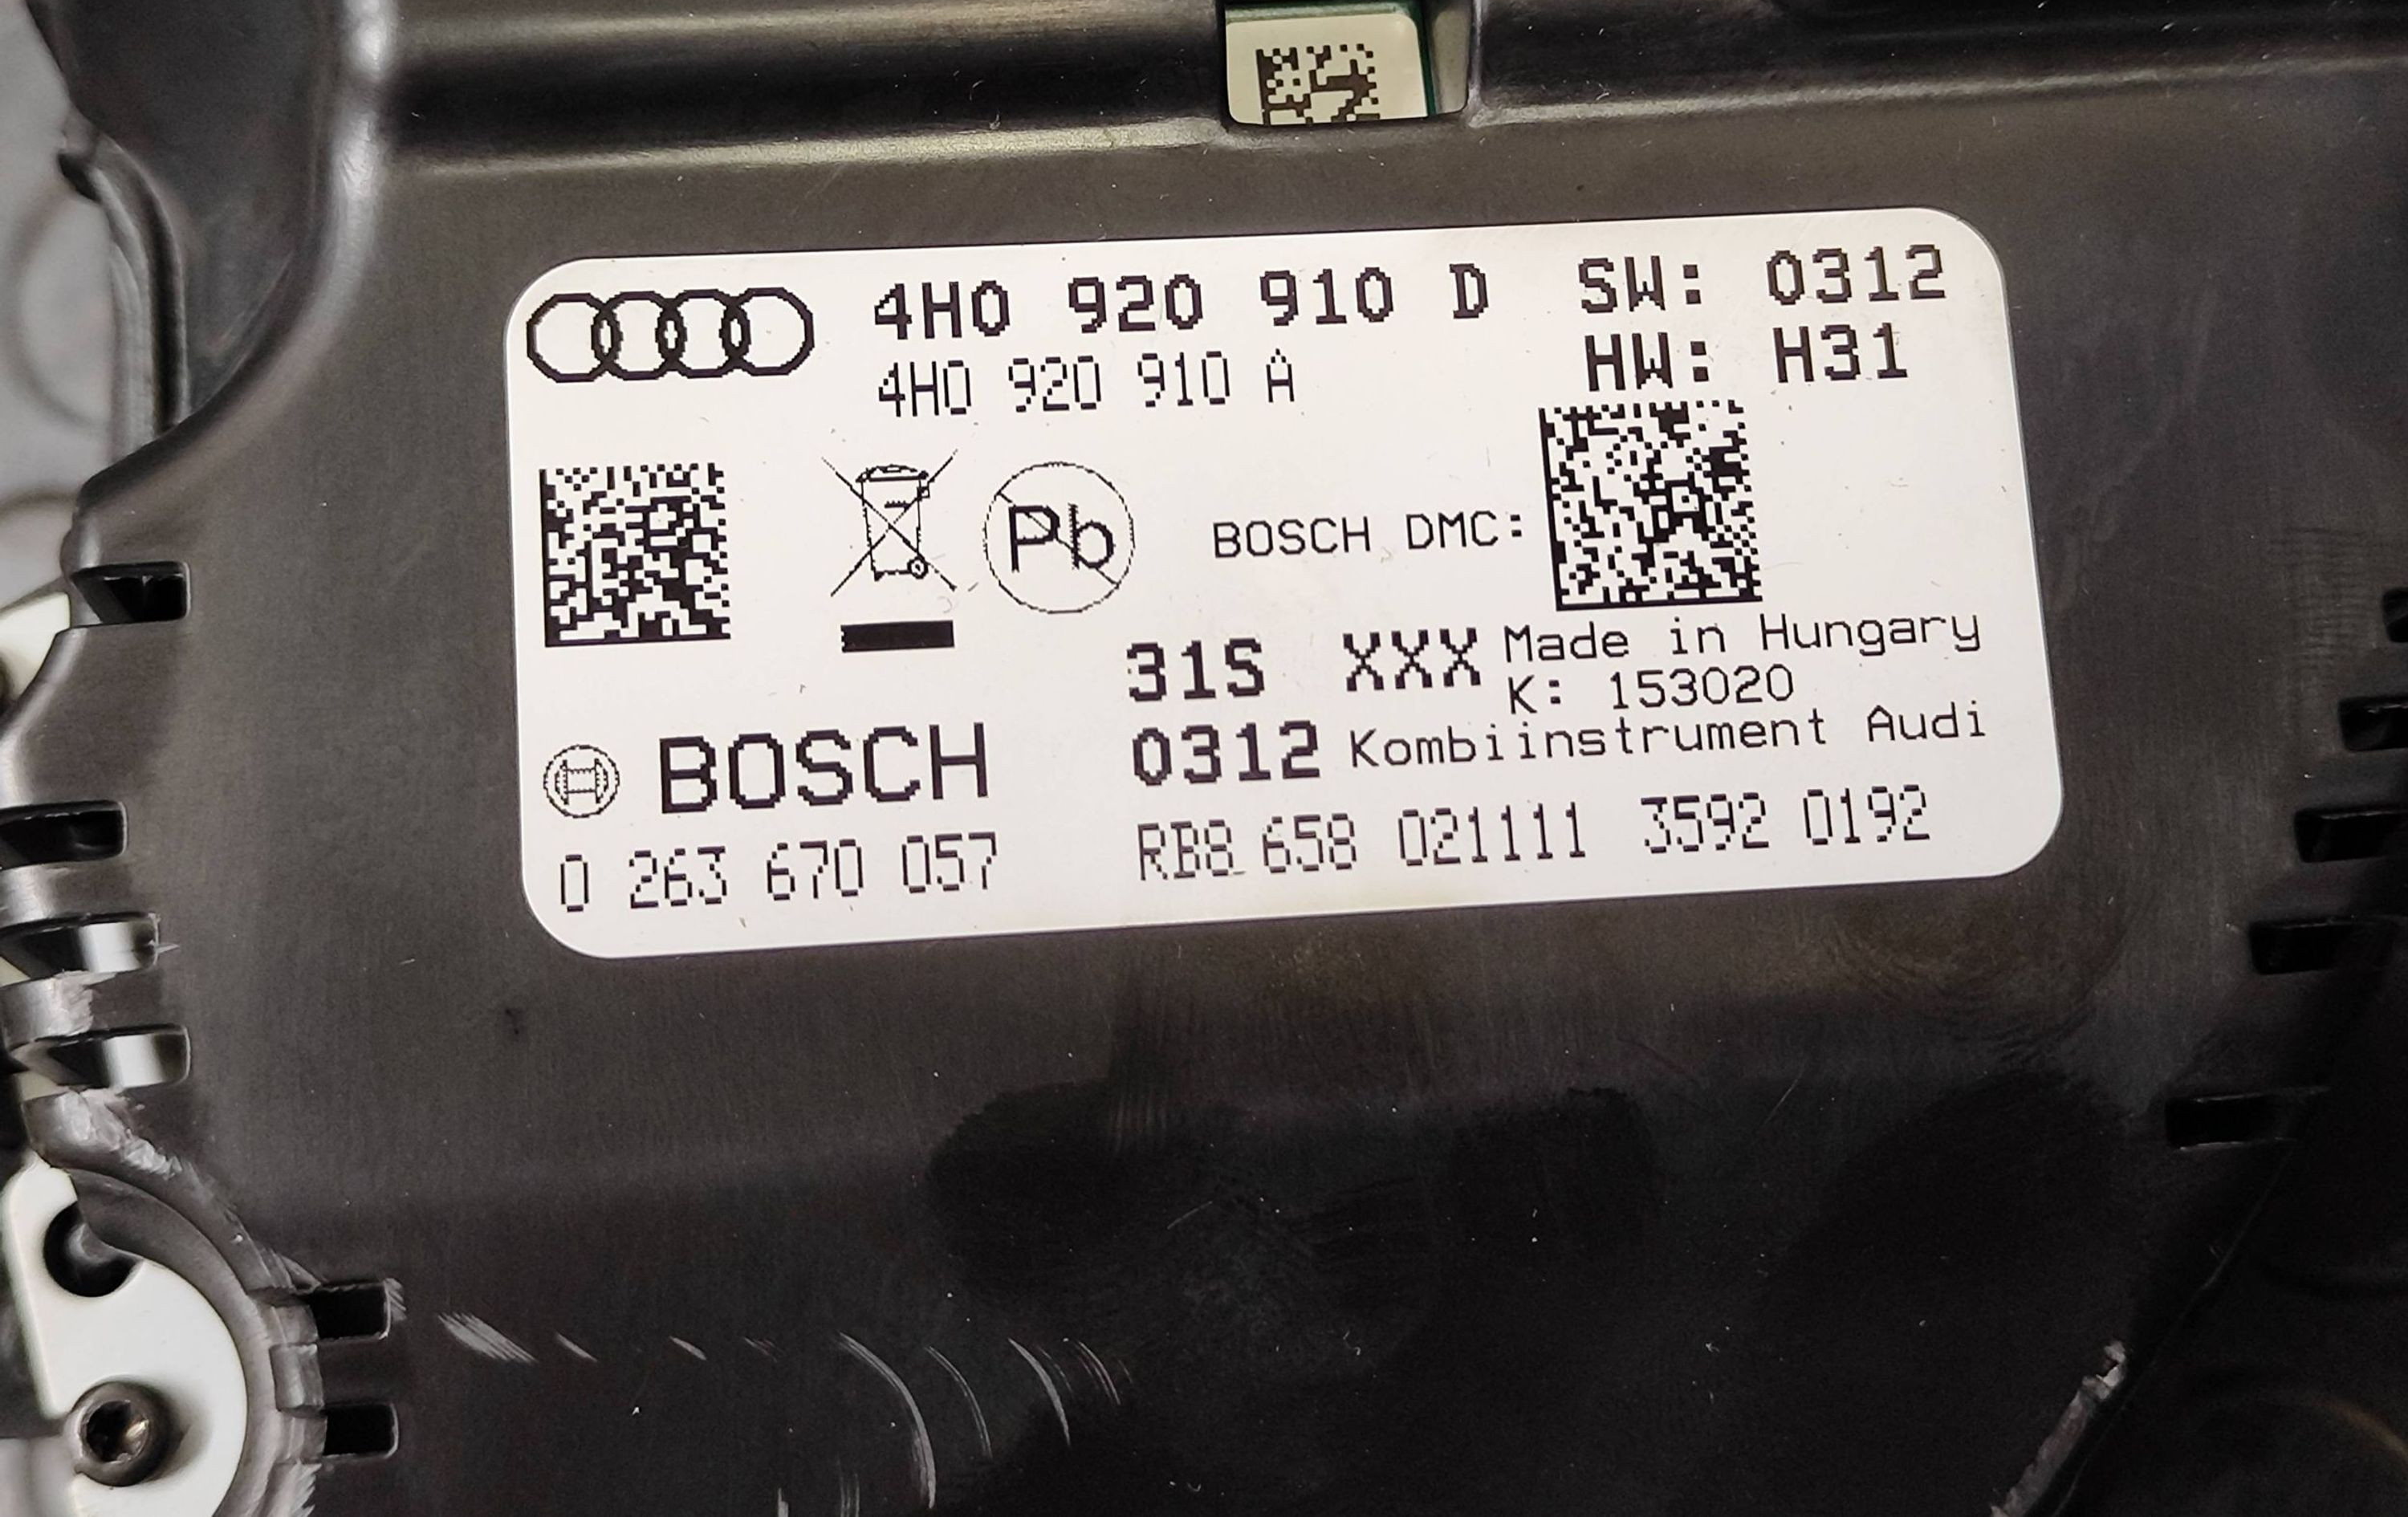 4H0 920 910 D SW: 0312
4H0 920 910 A HW: H31
Pb
BOSCH DMC:
31S XXX Made in Hungary
K: 153020
BOSCH 0312 Kombiinstrument Audi
0 263 670 057 RB8 658 021111 3592 0192